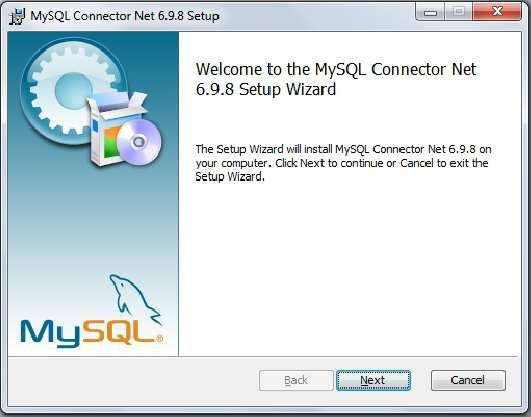 MySQL Connector Net 6.9.8 Setup
Welcome to the MySQL Connector Net
6.9.8 Setup Wizard
The Setup Wizard will install MySQL Connector Net 6.9.8 on
your computer. Click Next to continue or Cancel to exit the
Setup Wizard.
MySQL®
Back
Next
Cancel